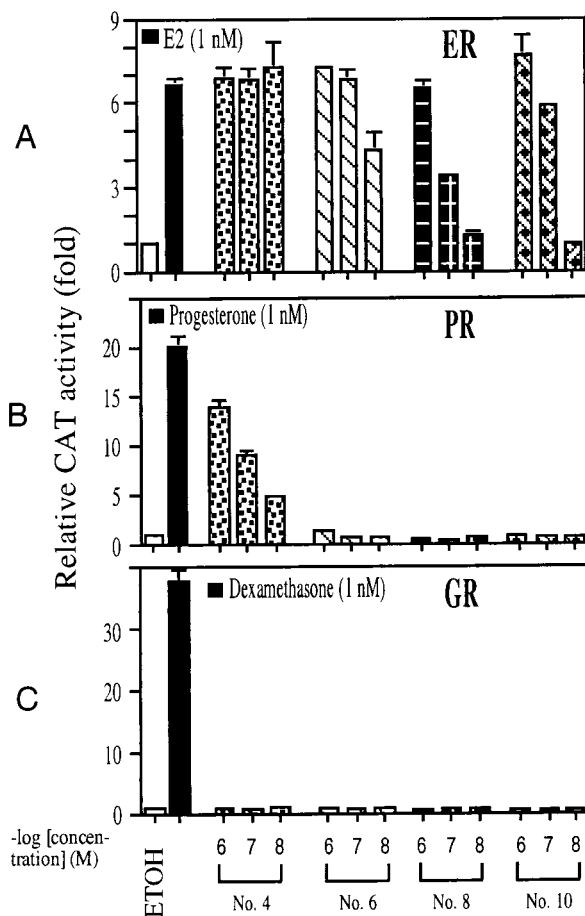 A
9
6
3
0
E2 (1 nM)
ER
Relative CAT activity (fold)
B
20
15
10
5
0
Progesterone (1 nM)
PR
C
30
20
10
0
Dexamethasone (1 nM)
GR
-log [concen-
tration] (M)
ETOH
6 7 8 6 7 8 6 7 8 6 7 8
No. 4 No. 6 No. 8 No. 10